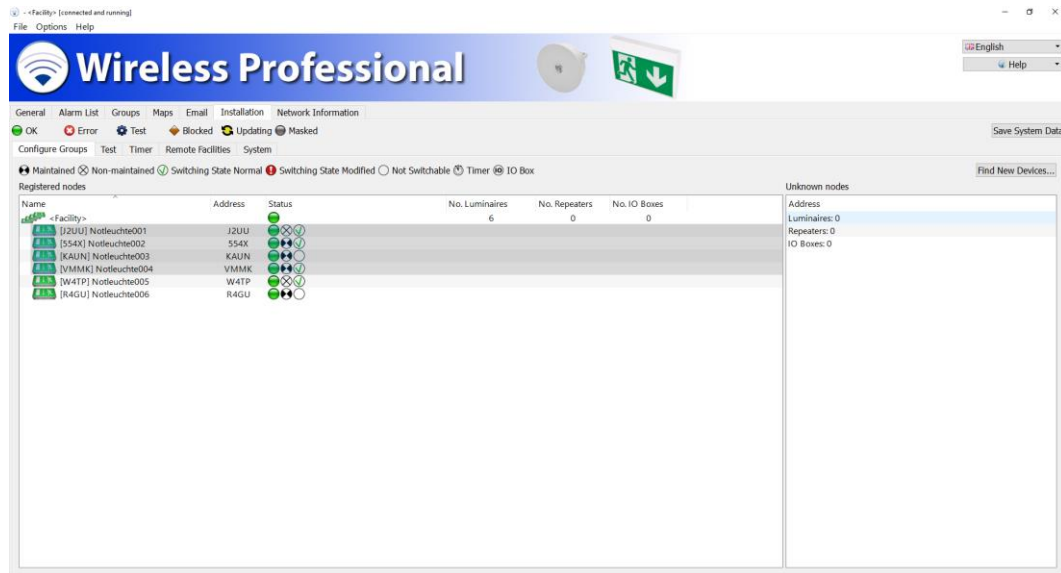 - <Facility> [connected and running]
File Options Help
Wireless Professional
English
Help
General Alarm List Groups Maps Email Installation Network Information
OK Error Test Blocked Updating Masked
Save System Data
Configure Groups Test Timer Remote Facilities System
Maintained Non-maintained Switching State Normal Switching State Modified Not Switchable Timer IO Box
Find New Devices...
Registered nodes
Name Address Status No. Luminaires No. Repeaters No. IO Boxes
<Facility> 6 0 0
[J2UU] Notleuchte001 J2UU
[554X] Notleuchte002 554X
[KAUN] Notleuchte003 KAUN
[VMMK] Notleuchte004 VMMK
[W4TP] Notleuchte005 W4TP
[R4GU] Notleuchte006 R4GU
Unknown nodes
Address
Luminaires: 0
Repeaters: 0
IO Boxes: 0